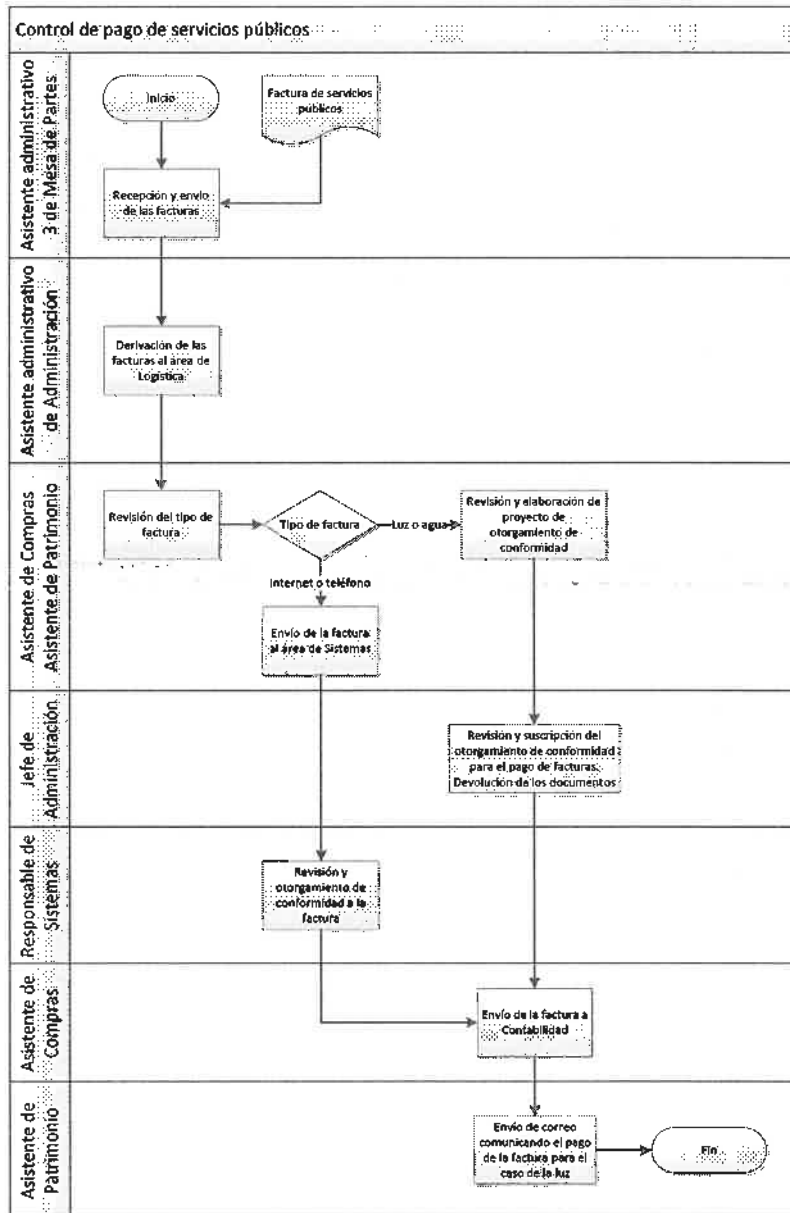 Control de pago de servicios públicos
Asistente administrativo
3 de Mesa de Partes
Inicio
Factura de servicios
públicos
Recepción y envío
de las facturas
Asistente administrativo
de Administración
Derivación de las
facturas al área de
Logística
Asistente de Compras
Asistente de Patrimonio
Revisión del tipo de
factura
Tipo de factura
Luz o agua
Revisión y elaboración de
proyecto de
otorgamiento de
conformidad
Internet o teléfono
Envío de la factura
al área de Sistemas
Jefe de
Administración
Revisión y suscripción del
otorgamiento de conformidad
para el pago de facturas.
Devolución de los documentos
Responsable de
Sistemas
Revisión y
otorgamiento de
conformidad a la
factura
Asistente de
Compras
Envío de la factura a
Contabilidad
Asistente de
Patrimonio
Envío de correo
comunicando el pago
de la factura para el
caso de la luz
Fin